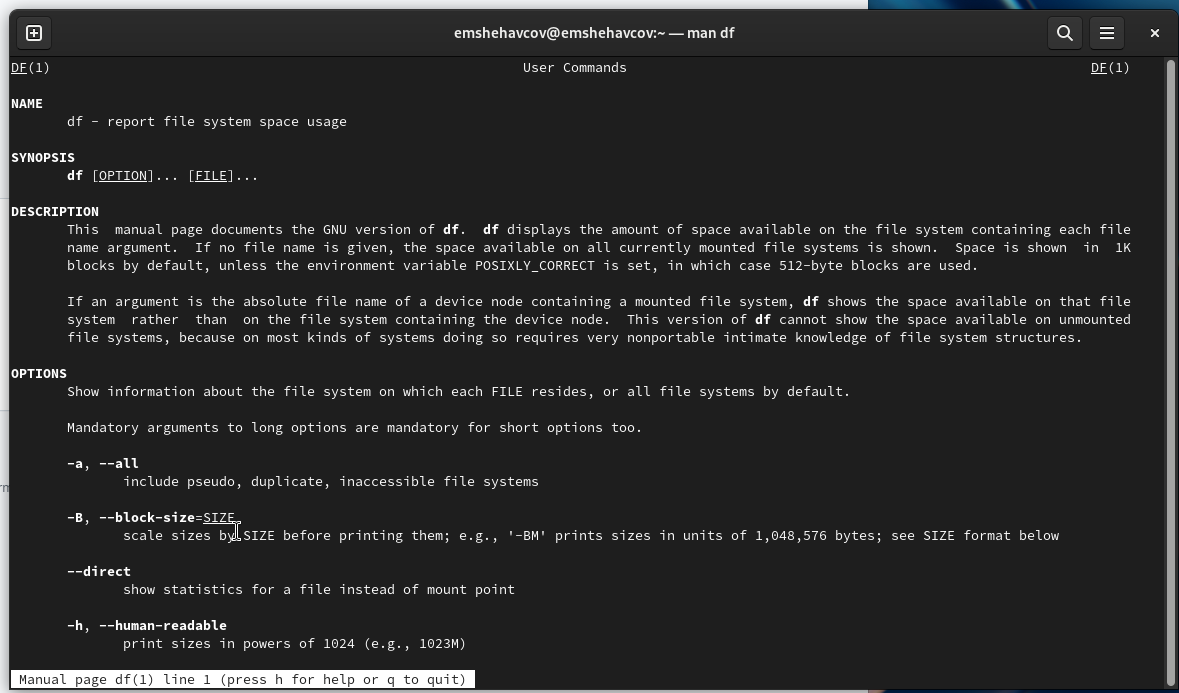 emshehavcov@emshehavcov:~ — man df
DF(1) User Commands DF(1)
NAME
df - report file system space usage
SYNOPSIS
df [OPTION]... [FILE]...
DESCRIPTION
This manual page documents the GNU version of df. df displays the amount of space available on the file system containing each file
name argument. If no file name is given, the space available on all currently mounted file systems is shown. Space is shown in 1K
blocks by default, unless the environment variable POSIXLY_CORRECT is set, in which case 512-byte blocks are used.
If an argument is the absolute file name of a device node containing a mounted file system, df shows the space available on that file
system rather than on the file system containing the device node. This version of df cannot show the space available on unmounted
file systems, because on most kinds of systems doing so requires very nonportable intimate knowledge of file system structures.
OPTIONS
Show information about the file system on which each FILE resides, or all file systems by default.
Mandatory arguments to long options are mandatory for short options too.
-a, --all
include pseudo, duplicate, inaccessible file systems
-B, --block-size=SIZE
scale sizes by SIZE before printing them; e.g., '-BM' prints sizes in units of 1,048,576 bytes; see SIZE format below
--direct
show statistics for a file instead of mount point
-h, --human-readable
print sizes in powers of 1024 (e.g., 1023M)
Manual page df(1) line 1 (press h for help or q to quit)